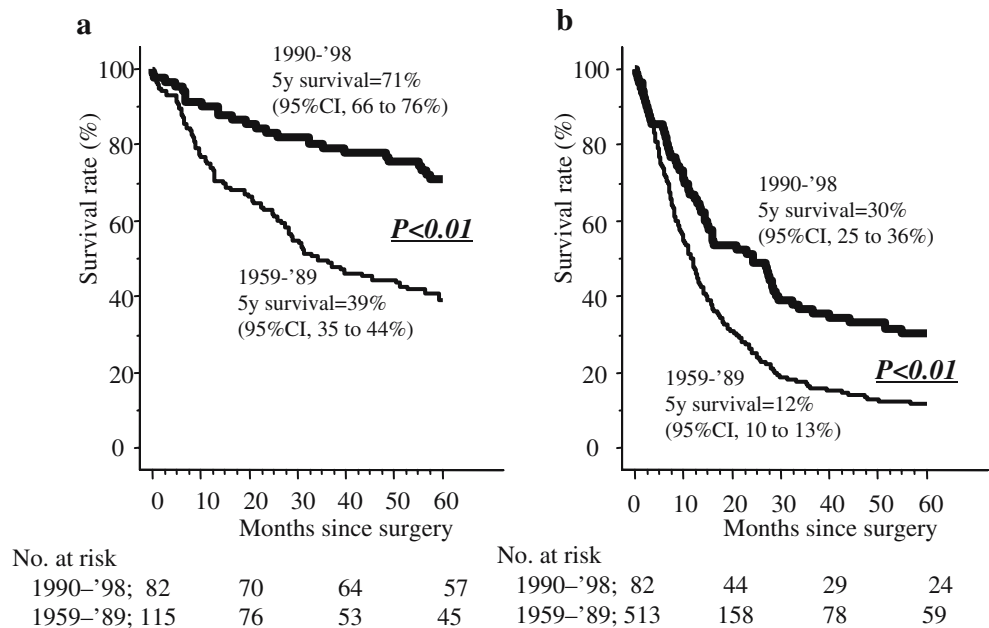 a
1990-'98
5y survival=71%
(95%CI, 66 to 76%)
100
80
60
40
20
0
Survival rate (%)
P<0.01
1959-'89
5y survival=39%
(95%CI, 35 to 44%)
0 10 20 30 40 50 60
Months since surgery
No. at risk
1990–'98; 82 70 64 57
1959–'89; 115 76 53 45
b
100
80
60
40
20
0
Survival rate (%)
1990-'98
5y survival=30%
(95%CI, 25 to 36%)
P<0.01
1959-'89
5y survival=12%
(95%CI, 10 to 13%)
0 10 20 30 40 50 60
Months since surgery
No. at risk
1990–'98; 82 44 29 24
1959–'89; 513 158 78 59